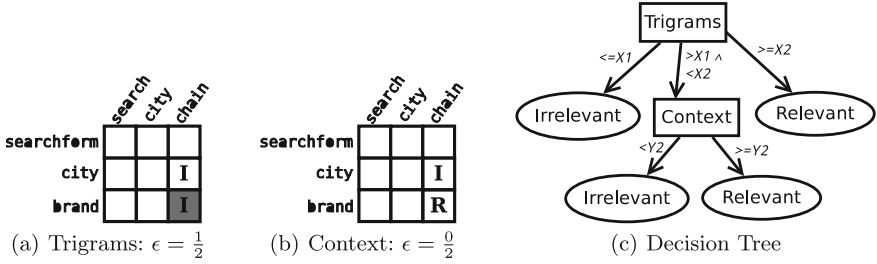 search city chain
searchform
city I
brand I
(a) Trigrams: ϵ = 1/2
search city chain
searchform
city I
brand R
(b) Context: ϵ = 0/2
Trigrams
<=X1 >X1 ∧ >=X2
<X2
Irrelevant Context Relevant
<Y2 >=Y2
Irrelevant Relevant
(c) Decision Tree